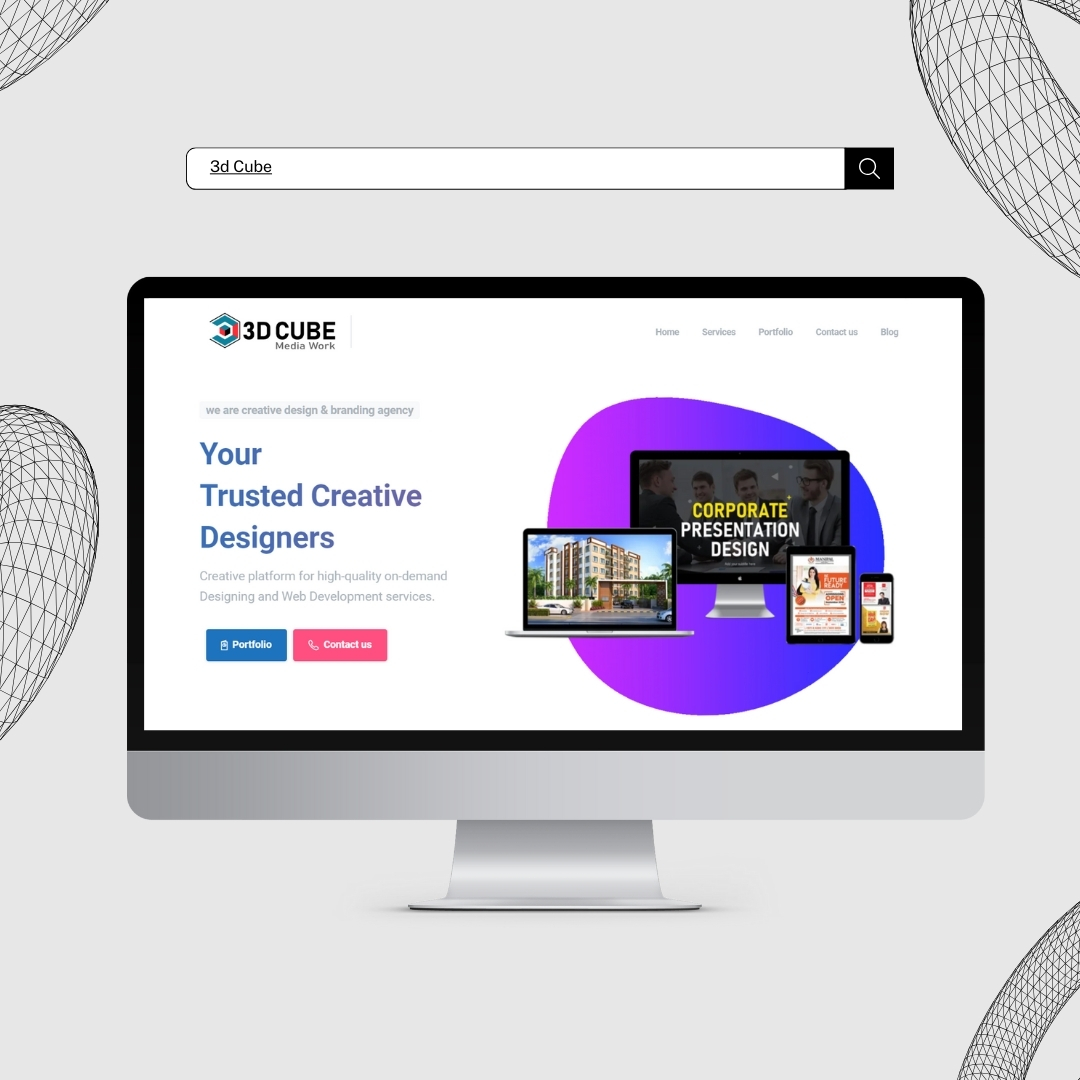 3d Cube
3D CUBE
Media Work
Home Services Portfolio Contact us Blog
we are creative design & branding agency
Your
Trusted Creative
Designers
Creative platform for high-quality on-demand
Designing and Web Development services.
Portfolio Contact us
CORPORATE
PRESENTATION
DESIGN
FUTURE
READY
OPEN